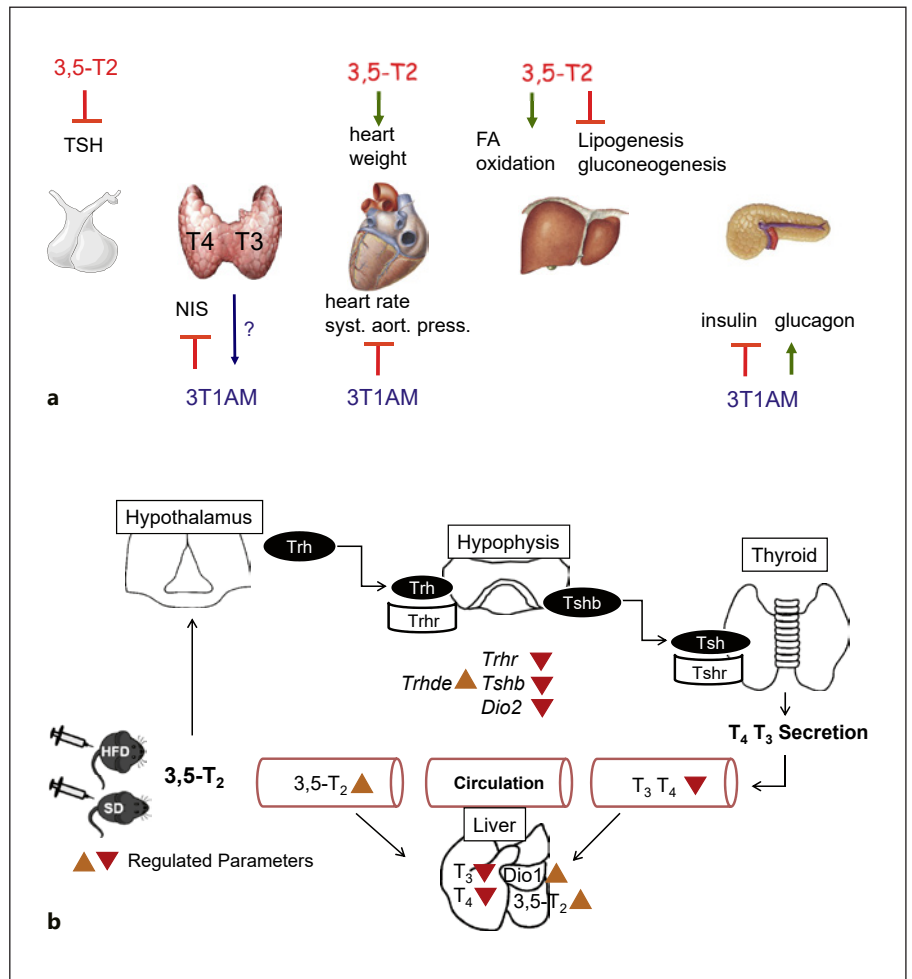 3,5-T2
TSH
T4 T3
NIS
?
3T1AM
3,5-T2
heart
weight
heart rate
syst. aort. press.
3T1AM
3,5-T2
FA
oxidation
Lipogenesis
gluconeogenesis
insulin glucagon
3T1AM
a
Hypothalamus
Trh
Hypophysis
Trh
Trhr
Tshb
Thyroid
Tsh
Tshr
Trhr
Trhde Tshb
Dio2
T₄ T₃ Secretion
HFD
SD
3,5-T₂
3,5-T₂
Circulation
T₃ T₄
Liver
T₃ Dio1
T₄ 3,5-T₂
Regulated Parameters
b